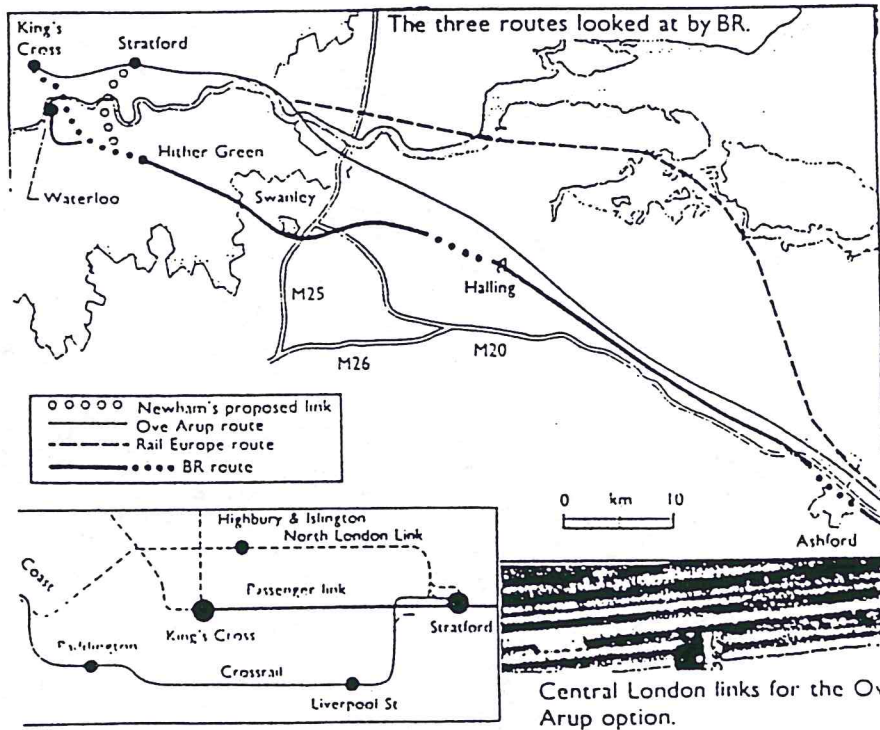 The three routes looked at by BR.
King's
Cross
Stratford
Hither Green
Waterloo
Swanley
Halling
M25
M26
M20
Newham's proposed link
Ove Arup route
Rail Europe route
BR route
0 km 10
Ashford
Highbury & Islington
North London Link
Coast
Passenger link
King's Cross
Stratford
Paddington
Crossrail
Liverpool St
Central London links for the Ov
Arup option.